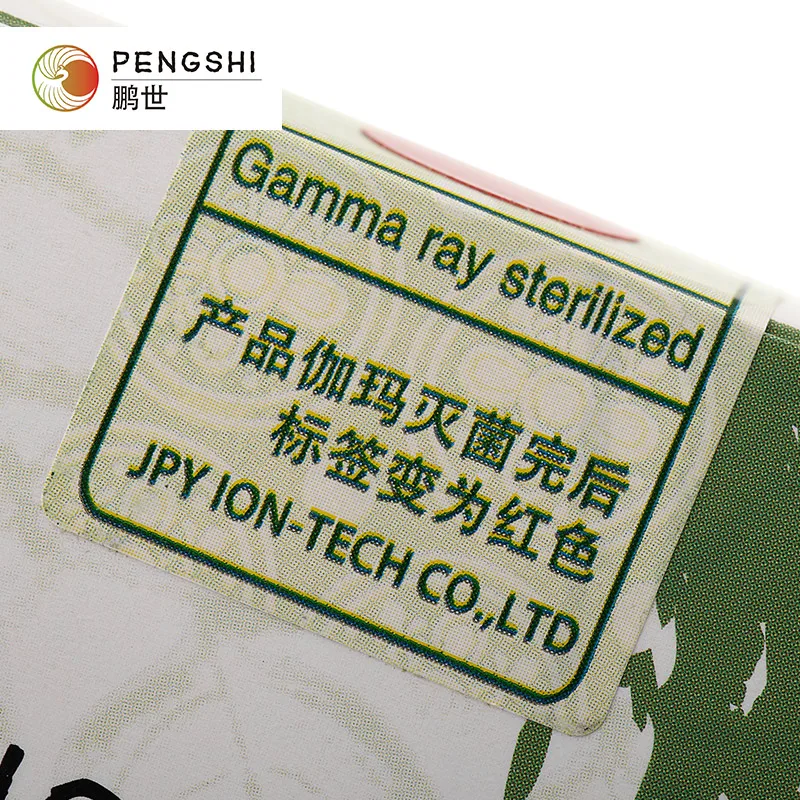 PENGSHI
鹏世
Gamma ray sterilized
产品伽玛灭菌完后
标签变为红色
JPY ION-TECH CO.,LTD